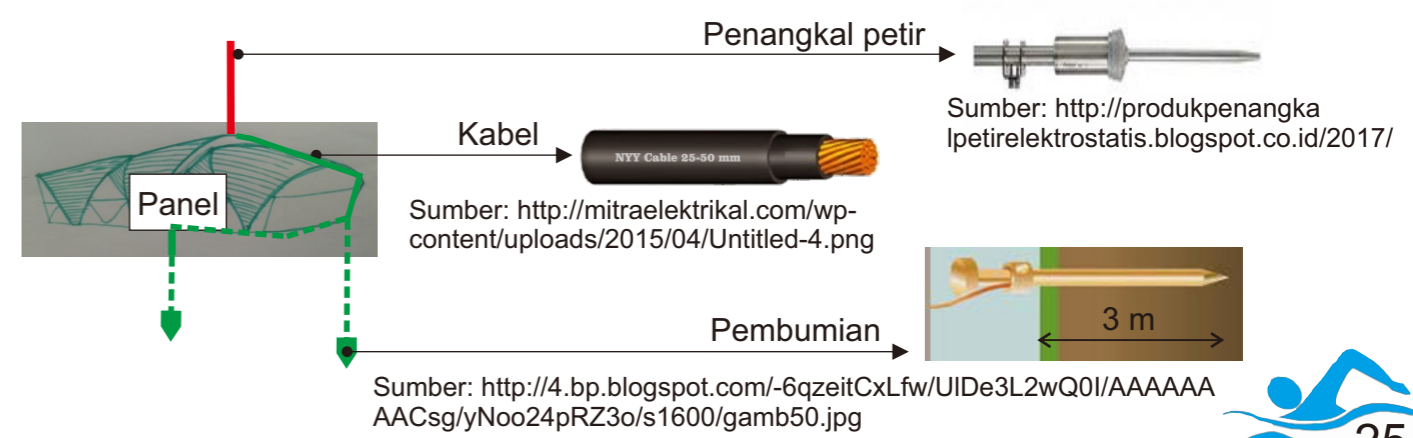 Penangkal petir
Sumber: http://produkpenangka
lpetirelektrostatis.blogspot.co.id/2017/
Kabel
NYY Cable 25-50 mm
Sumber: http://mitraelektrikal.com/wp-
content/uploads/2015/04/Untitled-4.png
Panel
Pembumian
3 m
Sumber: http://4.bp.blogspot.com/-6qzeitCxLfw/UlDe3L2wQ0I/AAAAAA
AACsg/yNoo24pRZ3o/s1600/gamb50.jpg
25